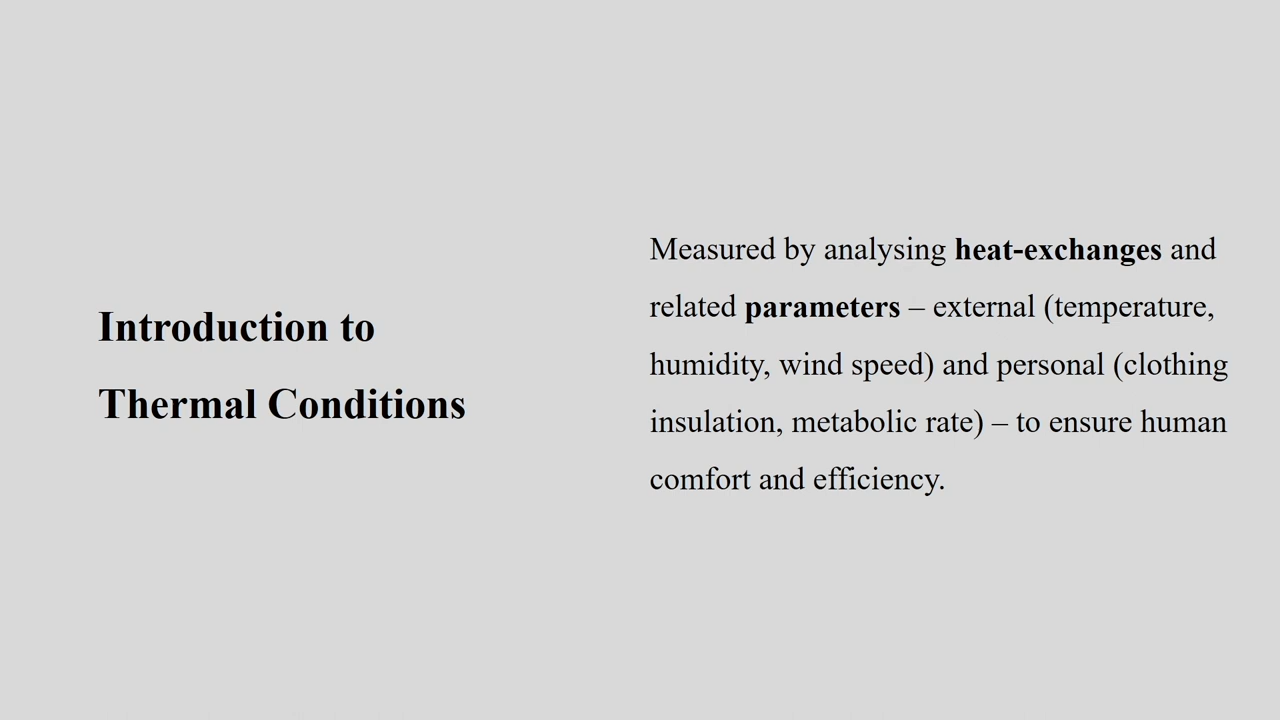 Introduction to
Thermal Conditions
Measured by analysing heat-exchanges and
related parameters – external (temperature,
humidity, wind speed) and personal (clothing
insulation, metabolic rate) – to ensure human
comfort and efficiency.